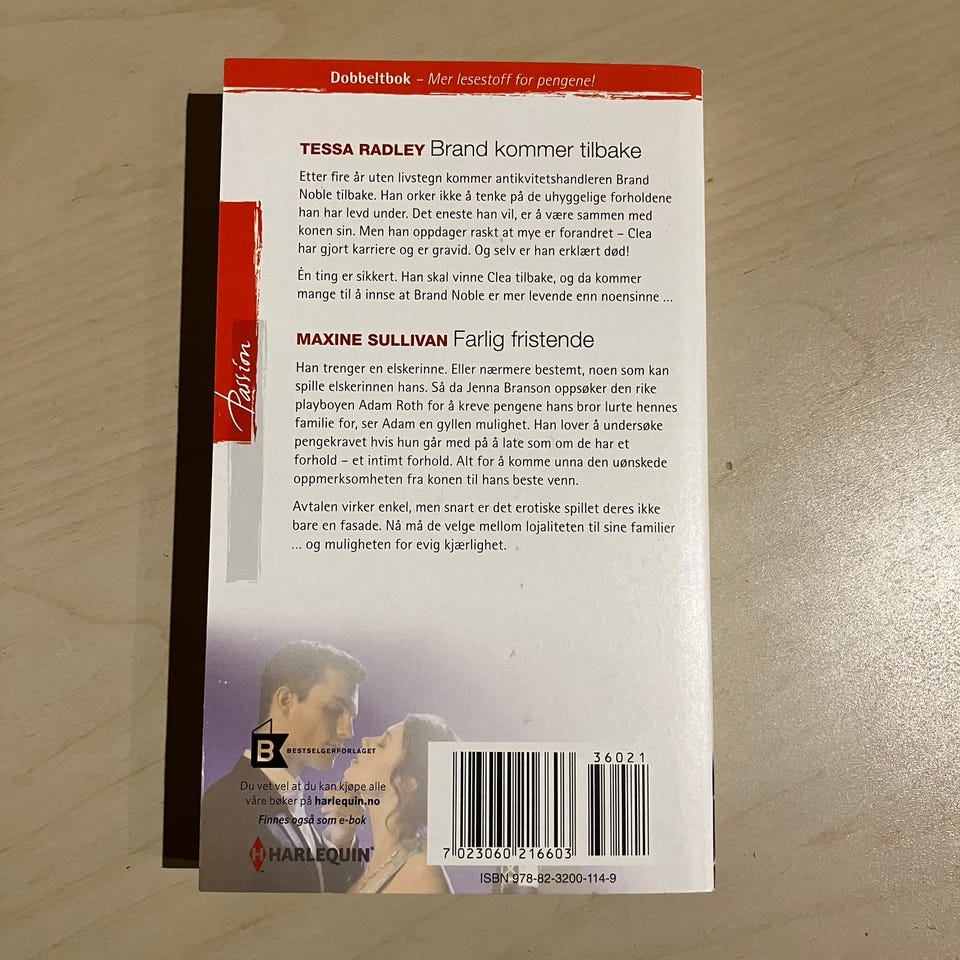 Dobbeltbok – Mer lesestoff for pengene!
TESSA RADLEY Brand kommer tilbake
Etter fire år uten livstegn kommer antikvitetshandleren Brand
Noble tilbake. Han orker ikke å tenke på de uhyggelige forholdene
han har levd under. Det eneste han vil, er å være sammen med
konen sin. Men han oppdager raskt at mye er forandret – Clea
har gjort karriere og er gravid. Og selv er han erklært død!
Én ting er sikkert. Han skal vinne Clea tilbake, og da kommer
mange til å innse at Brand Noble er mer levende enn noensinne ...
Passion
MAXINE SULLIVAN Farlig fristende
Han trenger en elskerinne. Eller nærmere bestemt, noen som kan
spille elskerinnen hans. Så da Jenna Branson oppsøker den rike
playboyen Adam Roth for å kreve pengene hans bror lurte hennes
familie for, ser Adam en gyllen mulighet. Han lover å undersøke
pengekravet hvis hun går med på å late som om de har et
forhold – et intimt forhold. Alt for å komme unna den uønskede
oppmerksomheten fra konen til hans beste venn.
Avtalen virker enkel, men snart er det erotiske spillet deres ikke
bare en fasade. Nå må de velge mellom lojaliteten til sine familier
... og muligheten for evig kjærlighet.
B BESTSELGERFORLAGET
Du vet vel at du kan kjøpe alle
våre bøker på harlequin.no
Finnes også som e-bok
HARLEQUIN™
36021
7 023060 216603
ISBN 978-82-3200-114-9